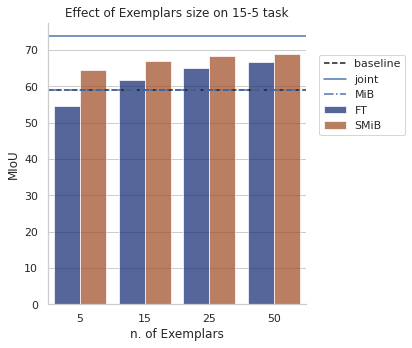 Effect of Exemplars size on 15-5 task
MIoU
70
60
50
40
30
20
10
0
5 15 25 50
n. of Exemplars
baseline
joint
MiB
FT
SMiB